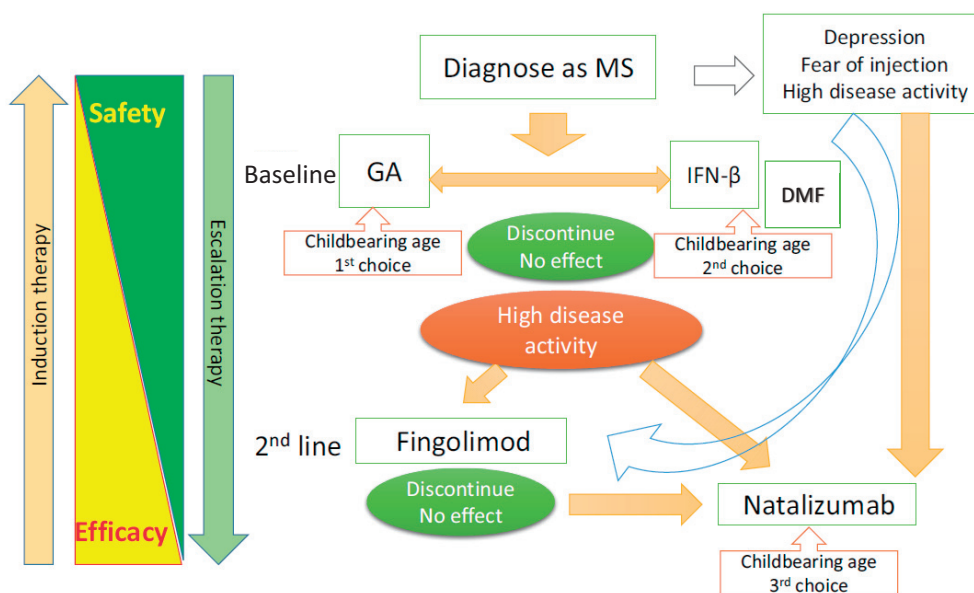 Diagnose as MS
Depression
Fear of injection
High disease activity
Safety
Efficacy
Induction therapy
Escalation therapy
Baseline
GA
IFN-β
DMF
Childbearing age
1st choice
Discontinue
No effect
Childbearing age
2nd choice
High disease
activity
2nd line
Fingolimod
Discontinue
No effect
Natalizumab
Childbearing age
3rd choice